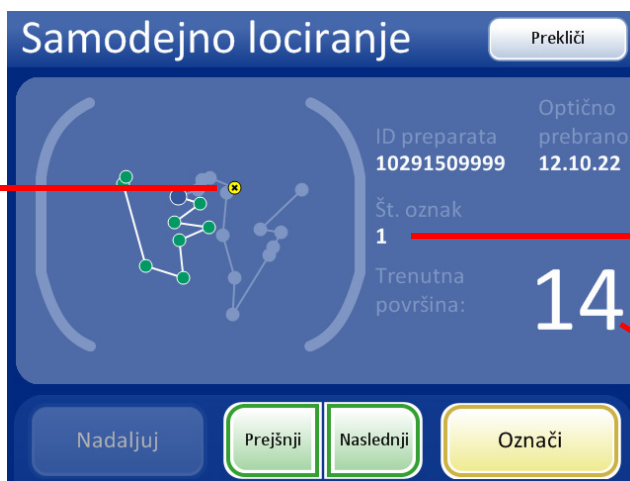 Samodejno lociranje
Prekliči
ID preparata
10291509999
Optično
prebrano
12.10.22
Št. oznak
1
Trenutna
površina:
14
Nadaljuj
Prejšnji
Naslednji
Označi